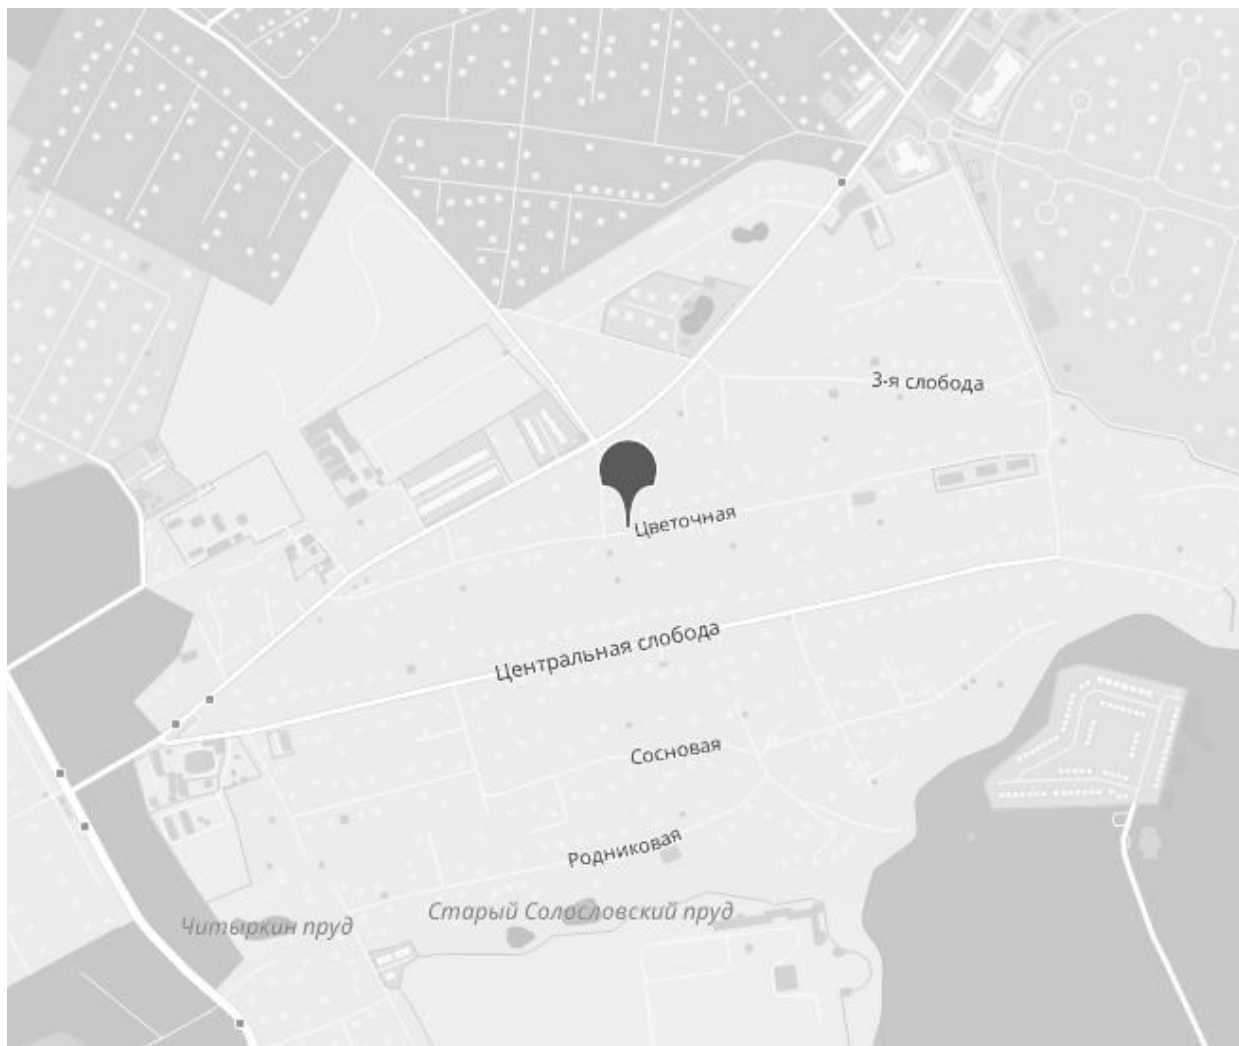 3-я слобода
Цветочная
Центральная слобода
Сосновая
Родниковая
Старый Солословский пруд
Читыркин пруд